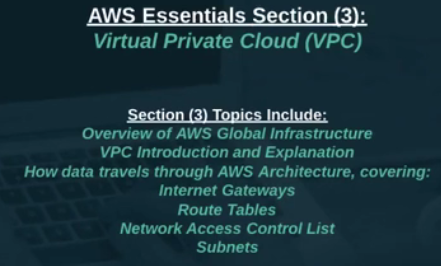 AWS Essentials Section (3):
Virtual Private Cloud (VPC)
Section (3) Topics Include:
Overview of AWS Global Infrastructure
VPC Introduction and Explanation
How data travels through AWS Architecture, covering:
Internet Gateways
Route Tables
Network Access Control List
Subnets